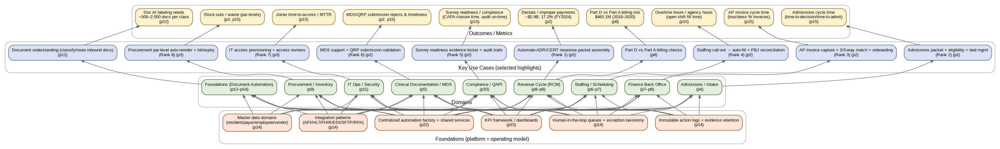 Doc AI labeling needs
~500–2,000 docs per class
(p12)
Stock-outs / waste (par-levels)
(p3, p15)
Joiner time-to-access / MTTR
(p15)
MDS/QRP submission rejects & timeliness
(p2, p15)
Survey readiness / compliance
(CAPA closure time, audit on-time)
(p15)
Denials / improper payments
~$5.9B; 17.2% (FY2024)
(p2)
Part D vs Part A billing risk
$465.1M (2018–2020)
(p8)
Overtime hours / agency hours
(open shift fill time)
(p15)
AP invoice cycle time
(touchless % invoices)
(p15)
Admissions cycle time
(time-to-decision/time-to-admit)
(p15)
Outcomes / Metrics
Document understanding (classify/route inbound docs)
(p12)
Procurement par-level auto-reorder + lot/expiry
(Rank 8) (p3)
IT access provisioning + access reviews
(Rank 7) (p3)
MDS support + QRP submission validation
(Rank 6) (p2)
Survey readiness evidence locker + audit trails
(Rank 5) (p2)
Automate ADR/CERT response packet assembly
(Rank 1) (p2)
Part D vs Part A billing checks
(p8)
Staffing call-out → auto-fill + PBJ reconciliation
(Rank 4) (p2)
AP invoice capture + 2/3-way match + onboarding
(Rank 3) (p2)
Admissions packet + eligibility + bed mgmt
(Rank 2) (p2)
Key Use Cases (selected highlights)
Foundations (Document Automation)
(p12–p14)
Procurement / Inventory
(p9)
IT Ops / Security
(p11)
Clinical Documentation / MDS
(p5)
Compliance / QAPI
(p10)
Revenue Cycle (RCM)
(p8–p9)
Staffing / Scheduling
(p6–p7)
Finance Back Office
(p7–p8)
Admissions / Intake
(p4)
Domains
Master data domains
(resident/payer/employee/vendor)
(p14)
Integration patterns
(API/HL7/FHIR/EDI/SFTP/RPA)
(p14)
Centralized automation factory + shared services
(p22)
KPI framework / dashboards
(p15)
Human-in-the-loop queues + exception taxonomy
(p14)
Immutable action logs + evidence retention
(p14)
Foundations (platform + operating model)